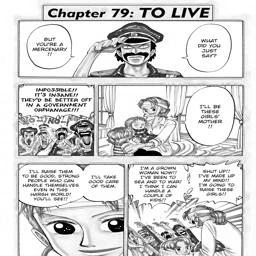 Chapter 79: TO LIVE
BUT
YOU'RE A
MERCENARY
!!
WHAT
DID YOU
JUST
SAY?
IMPOSSIBLE!!
IT'S INSANE!!
THEY'D BE BETTER OFF
IN A GOVERNMENT
ORPHANAGE!!!
I'LL BE
THESE
GIRLS'
MOTHER
!
I'LL RAISE THEM
TO BE GOOD, STRONG
PEOPLE WHO CAN
HANDLE THEMSELVES
EVEN IN THIS
HARSH WORLD!
YOU'LL SEE!!
I'LL TAKE
GOOD CARE
OF THEM.
I'M A GROWN
WOMAN NOW!!
I'VE BEEN TO
SEA AND TO WAR!
I THINK I CAN
HANDLE A
COUPLE OF
KIDS!!
SHUT UP!!
I'VE MADE
UP MY
MIND!!
I'M GOING
TO RAISE
THESE
GIRLS!!